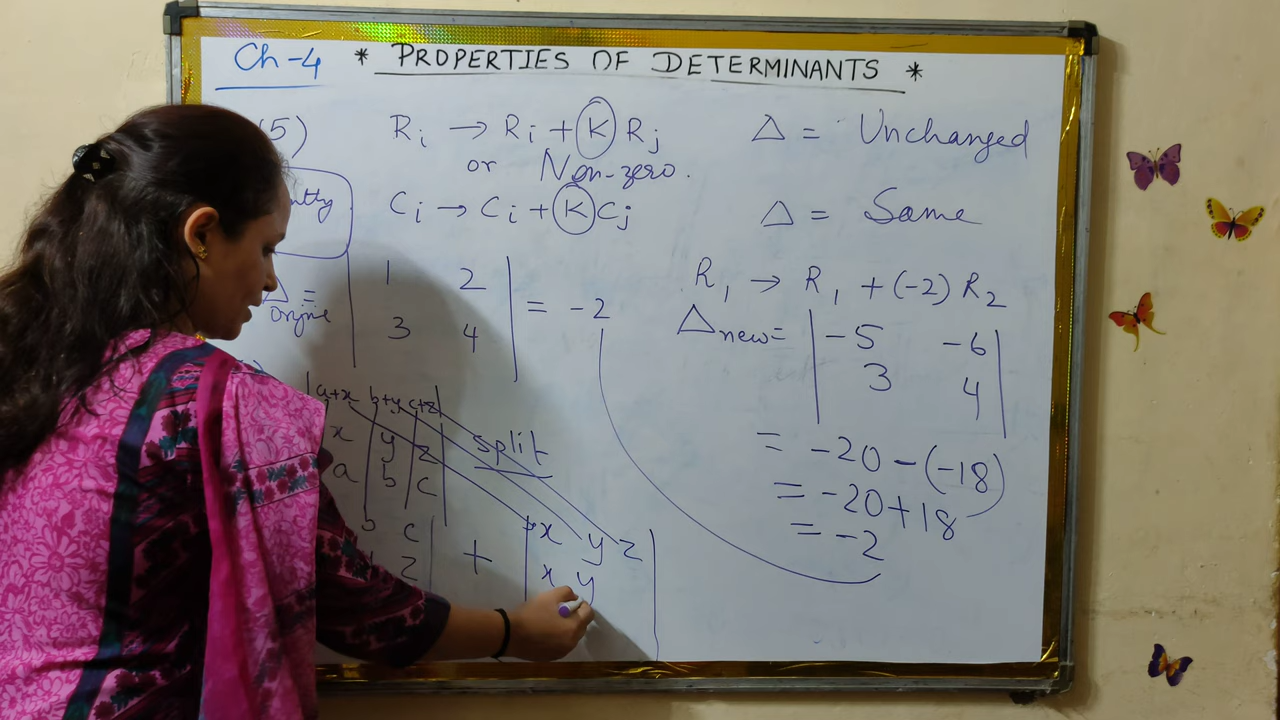 Ch-4 * PROPERTIES OF DETERMINANTS *
5) Ri → Ri + K Rj Δ = Unchanged
or Non-zero.
Ci → Ci + K Cj Δ = Same
Δ = | 1 2 | = -2
Orgine 3 4
R1 → R1 + (-2) R2
Δnew = | -5 -6 |
3 4
= -20 - (-18)
= -20 + 18
= -2
| a+x b+y c+z |
x y z
a b c
split
b c | + | x y z |
z x y